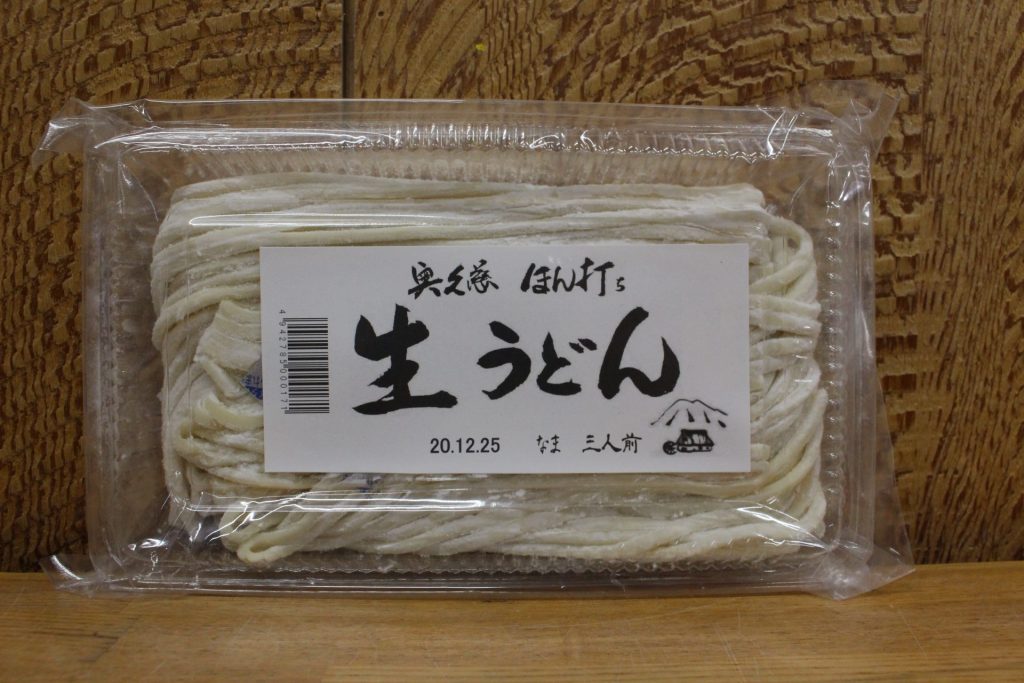 奥久慈 ほん打ち
生うどん
20.12.25 なま 三人前
4942785000171